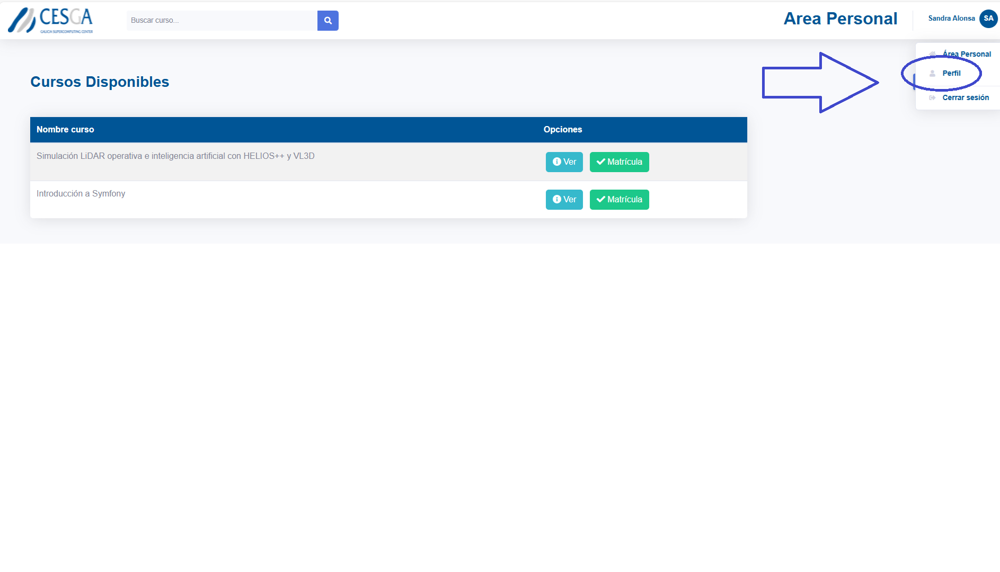 CESGA
GALICIA SUPERCOMPUTING CENTER
Buscar curso...
Area Personal
Sandra Alonsa
SA
Área Personal
Perfil
Cerrar sesión
Cursos Disponibles
Nombre curso
Opciones
Simulación LiDAR operativa e inteligencia artificial con HELIOS++ y VL3D
Ver
Matrícula
Introducción a Symfony
Ver
Matrícula